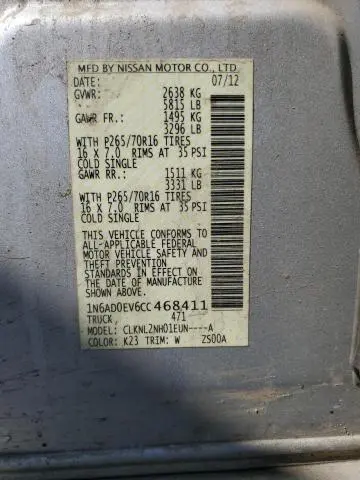 MFD BY NISSAN MOTOR CO., LTD.
DATE: 07/12
GVWR: 2638 KG
5815 LB
GAWR FR.: 1495 KG
3296 LB
WITH P265/70R16 TIRES
16 X 7.0 RIMS AT 35 PSI
COLD SINGLE
GAWR RR.: 1511 KG
3331 LB
WITH P265/70R16 TIRES
16 X 7.0 RIMS AT 35 PSI
COLD SINGLE
THIS VEHICLE CONFORMS TO
ALL-APPLICABLE FEDERAL
MOTOR VEHICLE SAFETY AND
THEFT PREVENTION
STANDARDS IN EFFECT ON
THE DATE OF MANUFACTURE
SHOWN ABOVE.
1N6AD0EV6CC468411
TRUCK, 471
MODEL: CLKNL2NH01EUN----A
COLOR: K23 TRIM: W ZS00A